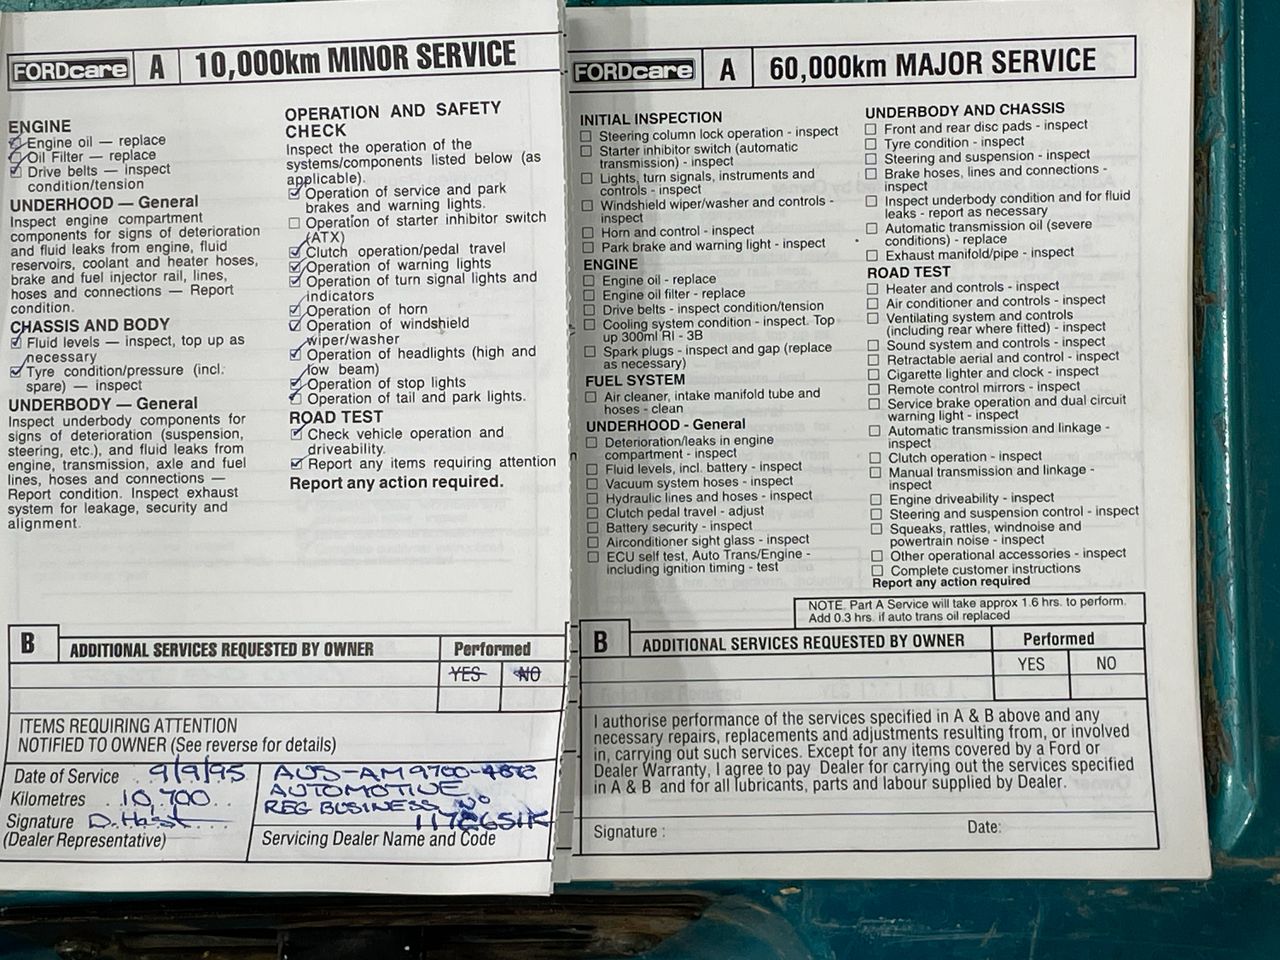 FORDcare A 10,000km MINOR SERVICE
ENGINE
Engine oil — replace
Oil Filter — replace
Drive belts — inspect
condition/tension
UNDERHOOD — General
Inspect engine compartment
components for signs of deterioration
and fluid leaks from engine, fluid
reservoirs, coolant and heater hoses,
brake and fuel injector rail, lines,
hoses and connections — Report
condition.
CHASSIS AND BODY
Fluid levels — inspect, top up as
necessary
Tyre condition/pressure (incl.
spare) — inspect
UNDERBODY — General
Inspect underbody components for
signs of deterioration (suspension,
steering, etc.), and fluid leaks from
engine, transmission, axle and fuel
lines, hoses and connections —
Report condition. Inspect exhaust
system for leakage, security and
alignment.
OPERATION AND SAFETY
CHECK
Inspect the operation of the
systems/components listed below (as
applicable).
Operation of service and park
brakes and warning lights.
Operation of starter inhibitor switch
(ATX)
Clutch operation/pedal travel
Operation of warning lights
Operation of turn signal lights and
indicators
Operation of horn
Operation of windshield
wiper/washer
Operation of headlights (high and
low beam)
Operation of stop lights
Operation of tail and park lights.
ROAD TEST
Check vehicle operation and
driveability.
Report any items requiring attention
Report any action required.
B ADDITIONAL SERVICES REQUESTED BY OWNER Performed
YES NO
ITEMS REQUIRING ATTENTION
NOTIFIED TO OWNER (See reverse for details)
Date of Service 9/9/95
Kilometres 10,700
Signature
(Dealer Representative)
AUS-AM 9700-4872
AUTOMOTIVE
REG BUSINESS No
Servicing Dealer Name and Code
FORDcare A 60,000km MAJOR SERVICE
INITIAL INSPECTION
Steering column lock operation - inspect
Starter inhibitor switch (automatic
transmission) - inspect
Lights, turn signals, instruments and
controls - inspect
Windshield wiper/washer and controls -
inspect
Horn and control - inspect
Park brake and warning light - inspect
ENGINE
Engine oil - replace
Engine oil filter - replace
Drive belts - inspect condition/tension
Cooling system condition - inspect. Top
up 300ml RI - 3B
Spark plugs - inspect and gap (replace
as necessary)
FUEL SYSTEM
Air cleaner, intake manifold tube and
hoses - clean
UNDERHOOD - General
Deterioration/leaks in engine
compartment - inspect
Fluid levels, incl. battery - inspect
Vacuum system hoses - inspect
Hydraulic lines and hoses - inspect
Clutch pedal travel - adjust
Battery security - inspect
Airconditioner sight glass - inspect
ECU self test, Auto Trans/Engine -
including ignition timing - test
UNDERBODY AND CHASSIS
Front and rear disc pads - inspect
Tyre condition - inspect
Steering and suspension - inspect
Brake hoses, lines and connections -
inspect
Inspect underbody condition and for fluid
leaks - report as necessary
Automatic transmission oil (severe
conditions) - replace
Exhaust manifold/pipe - inspect
ROAD TEST
Heater and controls - inspect
Air conditioner and controls - inspect
Ventilating system and controls
(including rear where fitted) - inspect
Sound system and controls - inspect
Retractable aerial and control - inspect
Cigarette lighter and clock - inspect
Remote control mirrors - inspect
Service brake operation and dual circuit
warning light - inspect
Automatic transmission and linkage -
inspect
Clutch operation - inspect
Manual transmission and linkage -
inspect
Engine driveability - inspect
Steering and suspension control - inspect
Squeaks, rattles, windnoise and
powertrain noise - inspect
Other operational accessories - inspect
Complete customer instructions
Report any action required
NOTE. Part A Service will take approx 1.6 hrs. to perform.
Add 0.3 hrs. if auto trans oil replaced
B ADDITIONAL SERVICES REQUESTED BY OWNER Performed
YES NO
I authorise performance of the services specified in A & B above and any
necessary repairs, replacements and adjustments resulting from, or involved
in, carrying out such services. Except for any items covered by a Ford or
Dealer Warranty, I agree to pay Dealer for carrying out the services specified
in A & B and for all lubricants, parts and labour supplied by Dealer.
Signature : Date: